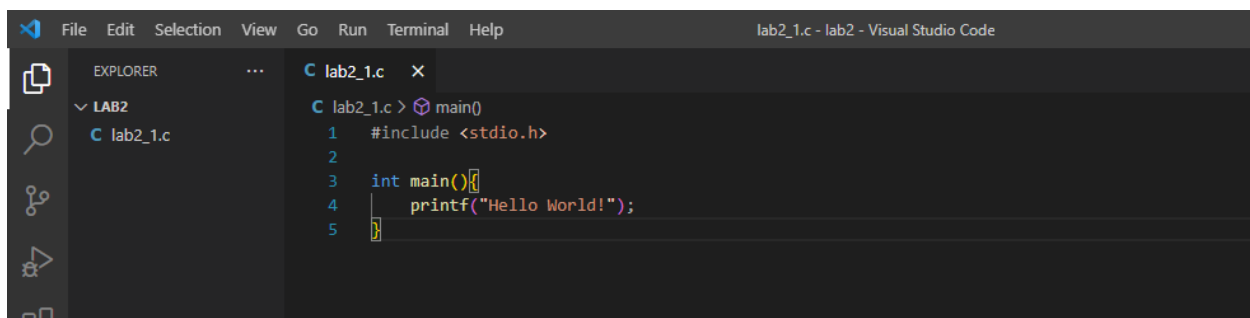 File Edit Selection View Go Run Terminal Help lab2_1.c - lab2 - Visual Studio Code
EXPLORER ... C lab2_1.c ×
LAB2
C lab2_1.c
C lab2_1.c > main()
1 #include <stdio.h>
2
3 int main(){
4     printf("Hello World!");
5 }